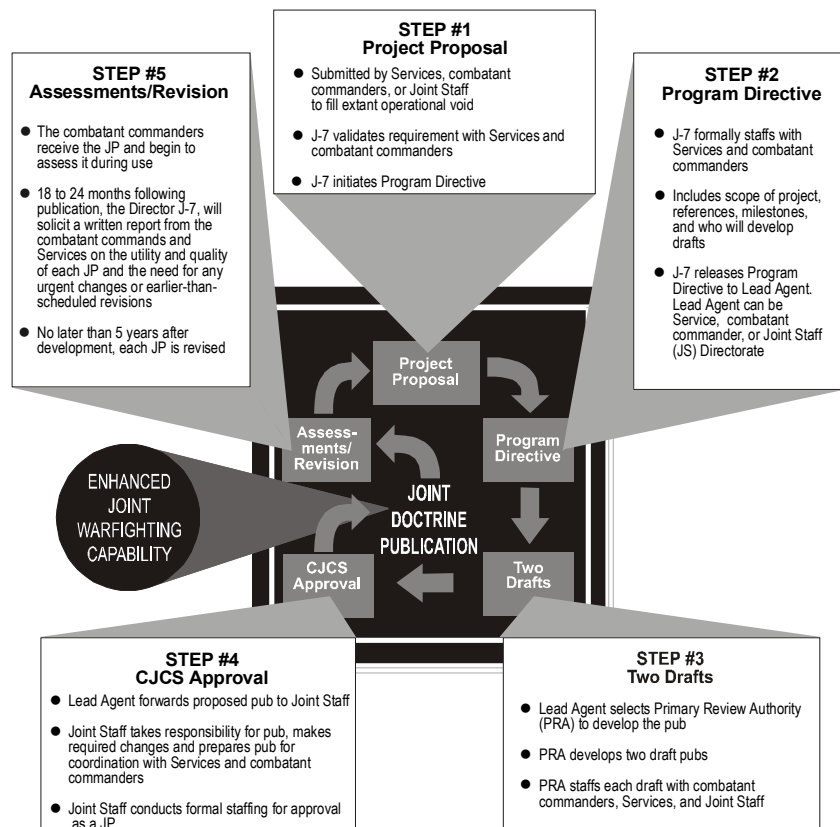 STEP #1
Project Proposal
● Submitted by Services, combatant
commanders, or Joint Staff
to fill extant operational void
● J-7 validates requirement with Services and
combatant commanders
● J-7 initiates Program Directive
STEP #5
Assessments/Revision
● The combatant commanders
receive the JP and begin to
assess it during use
● 18 to 24 months following
publication, the Director J-7, will
solicit a written report from the
combatant commands and
Services on the utility and quality
of each JP and the need for any
urgent changes or earlier-than-
scheduled revisions
● No later than 5 years after
development, each JP is revised
STEP #2
Program Directive
● J-7 formally staffs with
Services and combatant
commanders
● Includes scope of project,
references, milestones,
and who will develop
drafts
● J-7 releases Program
Directive to Lead Agent.
Lead Agent can be
Service, combatant
commander, or Joint Staff
(JS) Directorate
Project
Proposal
Assess-
ments/
Revision
Program
Directive
ENHANCED
JOINT
WARFIGHTING
CAPABILITY
JOINT
DOCTRINE
PUBLICATION
CJCS
Approval
Two
Drafts
STEP #4
CJCS Approval
● Lead Agent forwards proposed pub to Joint Staff
● Joint Staff takes responsibility for pub, makes
required changes and prepares pub for
coordination with Services and combatant
commanders
● Joint Staff conducts formal staffing for approval
as a JP
STEP #3
Two Drafts
● Lead Agent selects Primary Review Authority
(PRA) to develop the pub
● PRA develops two draft pubs
● PRA staffs each draft with combatant
commanders, Services, and Joint Staff